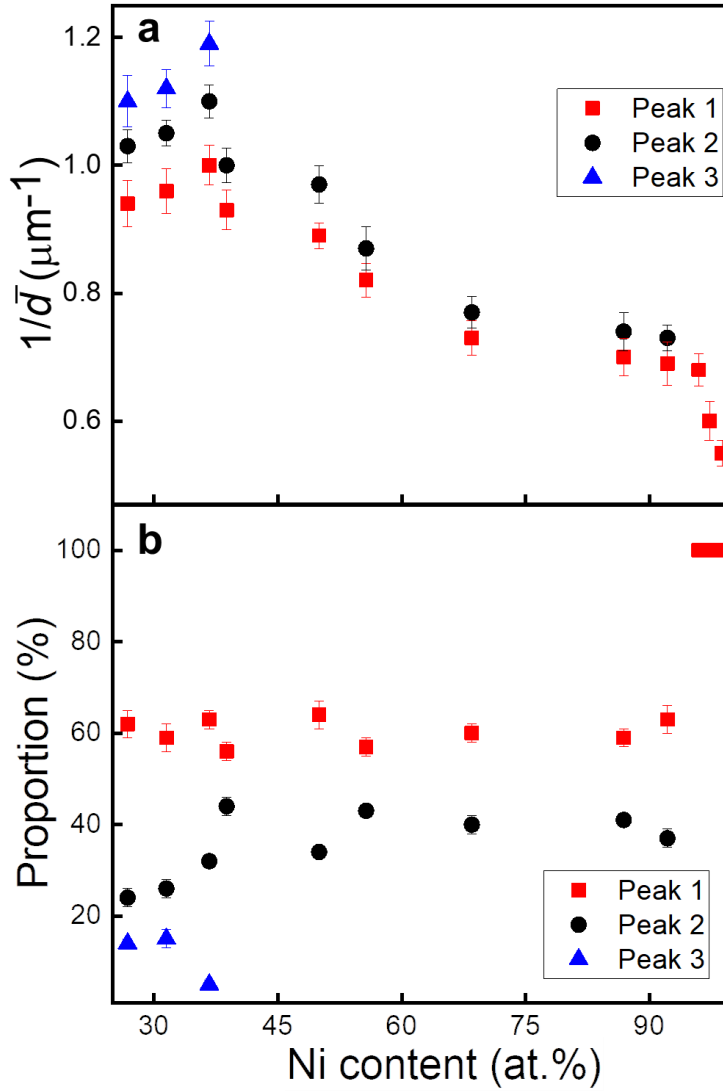 a
1.2
1.0
0.8
0.6
1/d̄ (μm-1)
Peak 1
Peak 2
Peak 3
b
100
80
60
40
20
Proportion (%)
Peak 1
Peak 2
Peak 3
30 45 60 75 90
Ni content (at.%)